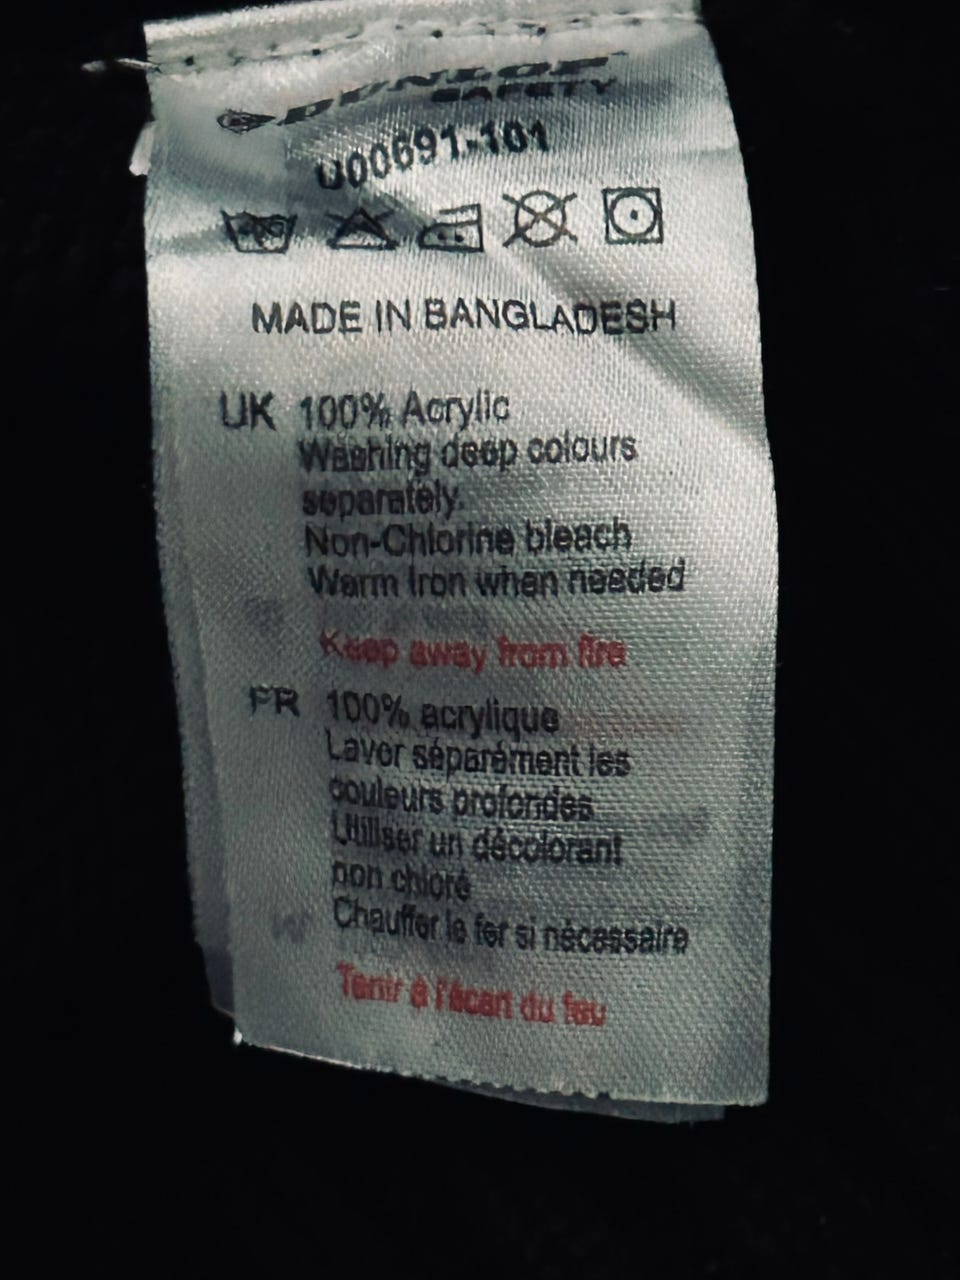 DUNLOP
SAFETY
U00691-101
MADE IN BANGLADESH
UK 100% Acrylic
Washing deep colours
separately.
Non-Chlorine bleach
Warm Iron when needed
Keep away from fire
FR 100% acrylique
Laver séparément les
couleurs profondes
Utiliser un décolorant
non chloré
Chauffer le fer si nécessaire
Tenir à l'écart du feu